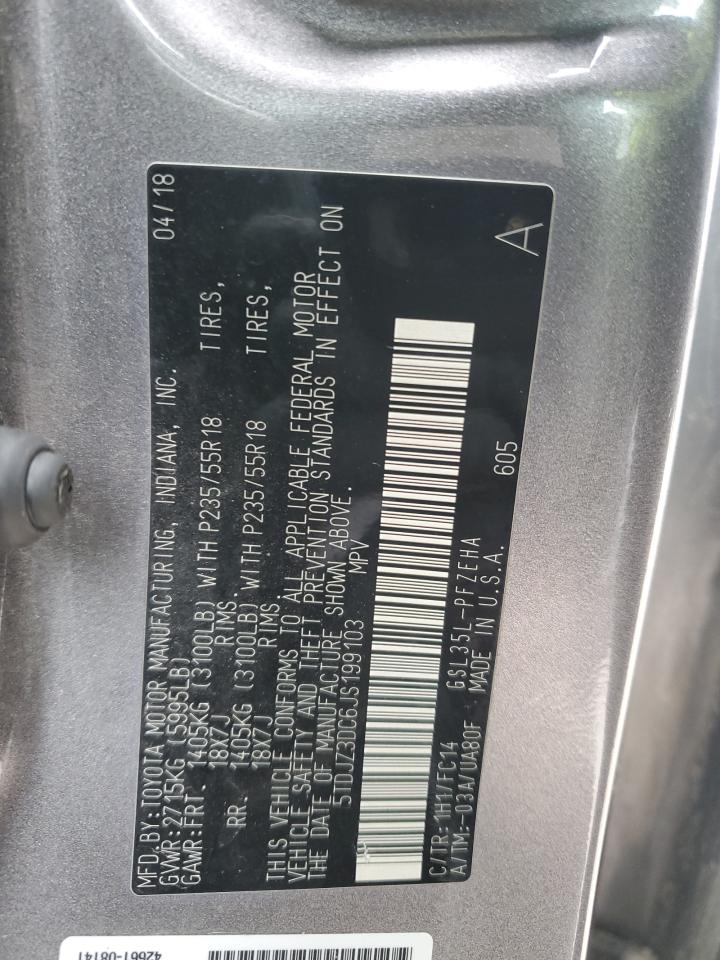 MFD.BY:TOYOTA MOTOR MANUFACTURING, INDIANA, INC. 04/18
GVWR:2715KG (5995LB)
GAWR:FRT. 1405KG (3100LB) WITH P235/55R18 TIRES,
18X7J RIMS
RR. 1405KG (3100LB) WITH P235/55R18 TIRES,
18X7J RIMS
THIS VEHICLE CONFORMS TO ALL APPLICABLE FEDERAL MOTOR
VEHICLE SAFETY AND THEFT PREVENTION STANDARDS IN EFFECT ON
THE DATE OF MANUFACTURE SHOWN ABOVE.
5TDJZ3DC6JS199103 MPV
C/TR:1H1/FC14 GSL35L-PFZEHA 605
A/TM:-03A/UA80F MADE IN U.S.A. A
42661-08141